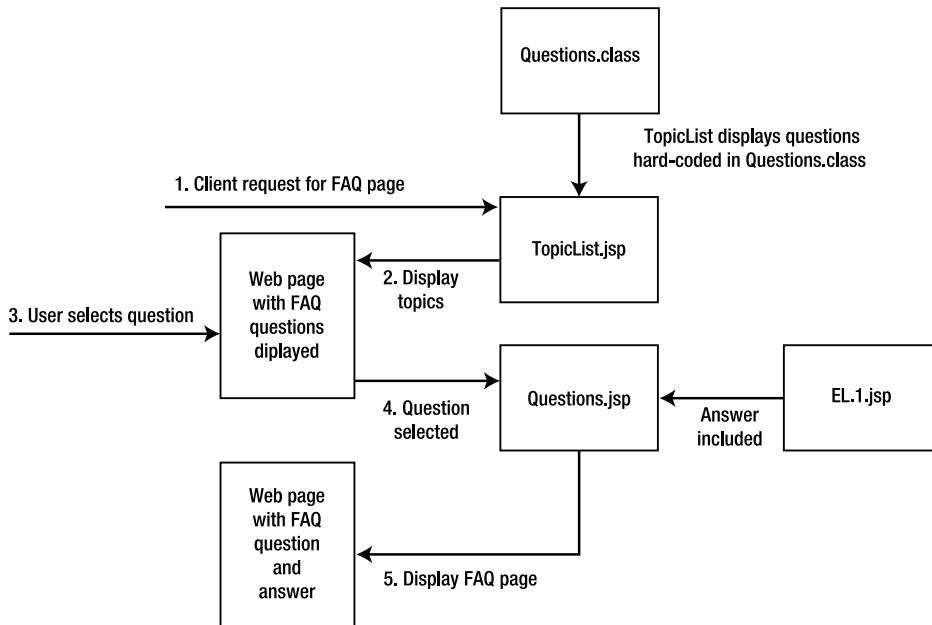 Questions.class
TopicList displays questions
hard-coded in Questions.class
1. Client request for FAQ page
TopicList.jsp
Web page
with FAQ
questions
diplayed
2. Display
topics
3. User selects question
4. Question
selected
Questions.jsp
Answer
included
EL.1.jsp
Web page
with FAQ
question
and
answer
5. Display FAQ page